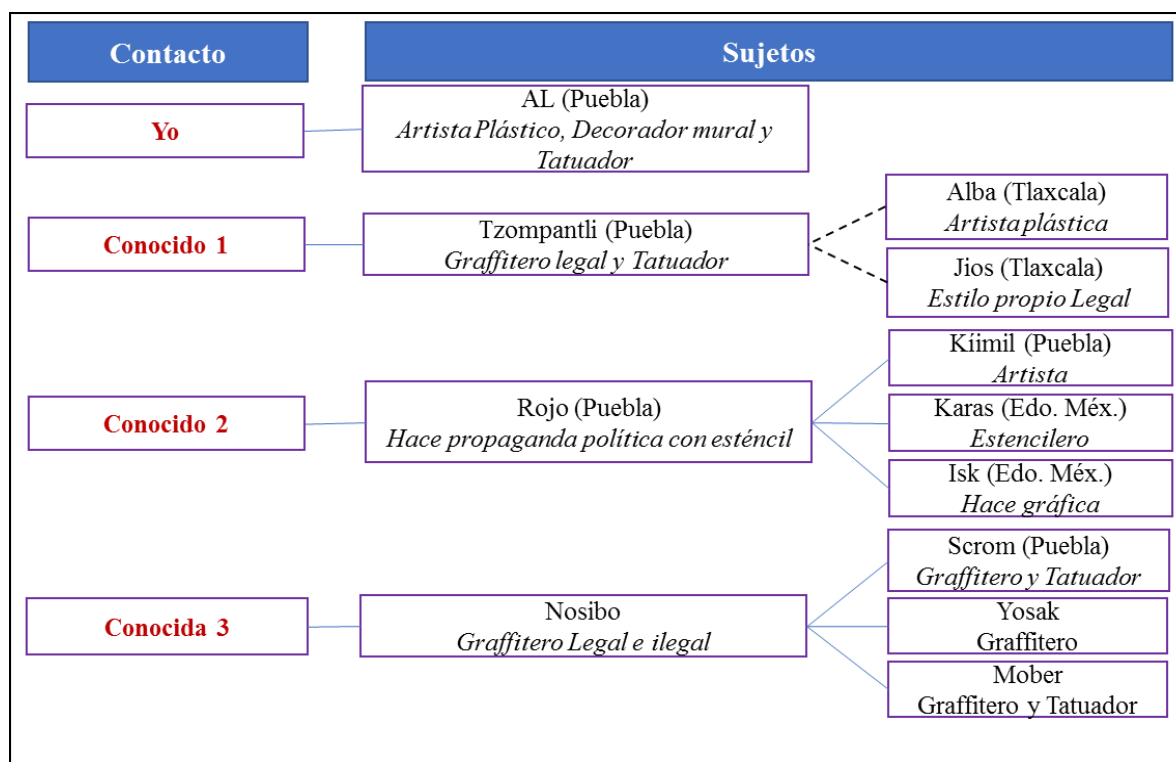 Contacto
Sujetos
Yo
AL (Puebla)
Artista Plástico, Decorador mural y
Tatuador
Conocido 1
Tzompantli (Puebla)
Graffitero legal y Tatuador
Alba (Tlaxcala)
Artista plástica
Jios (Tlaxcala)
Estilo propio Legal
Conocido 2
Rojo (Puebla)
Hace propaganda política con esténcil
Kíimil (Puebla)
Artista
Karas (Edo. Méx.)
Estencilero
Isk (Edo. Méx.)
Hace gráfica
Conocida 3
Nosibo
Graffitero Legal e ilegal
Scrom (Puebla)
Graffitero y Tatuador
Yosak
Graffitero
Mober
Graffitero y Tatuador